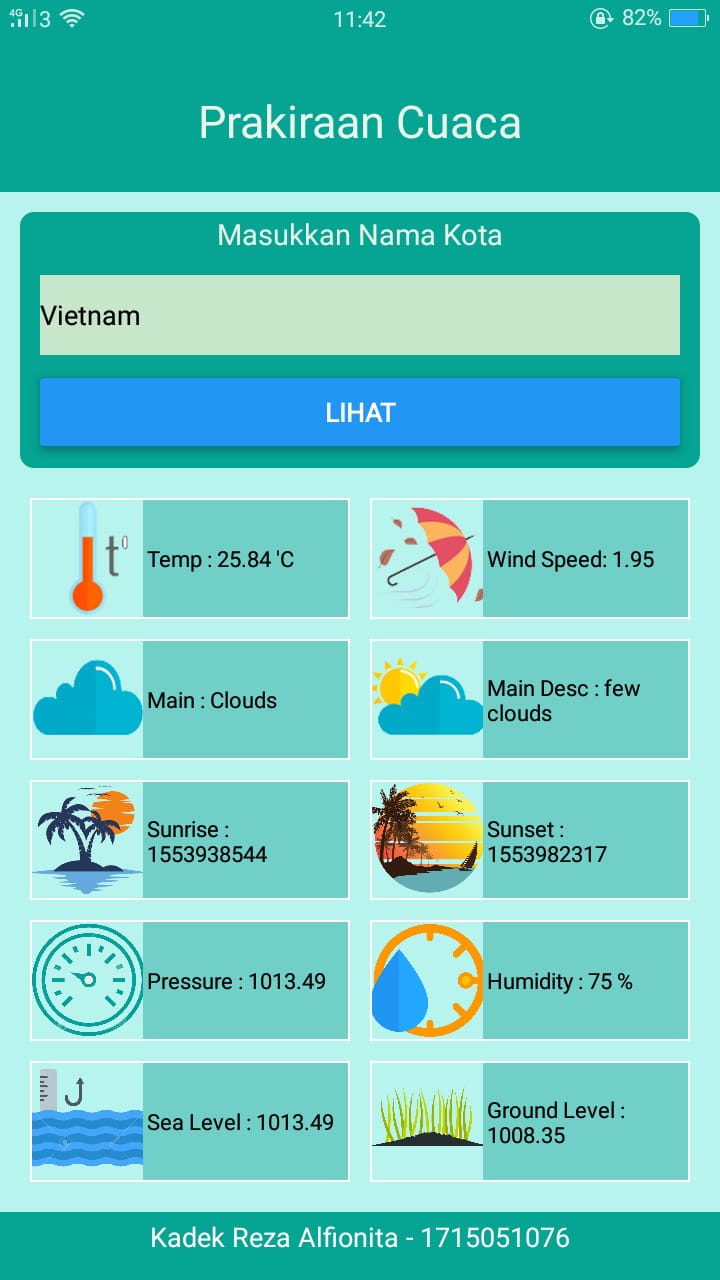 4G 3 11:42 82%
Prakiraan Cuaca
Masukkan Nama Kota
Vietnam
LIHAT
t0
Temp : 25.84 'C
Wind Speed: 1.95
Main : Clouds
Main Desc : few
clouds
Sunrise :
1553938544
Sunset :
1553982317
Pressure : 1013.49
Humidity : 75 %
Sea Level : 1013.49
Ground Level :
1008.35
Kadek Reza Alfionita - 1715051076